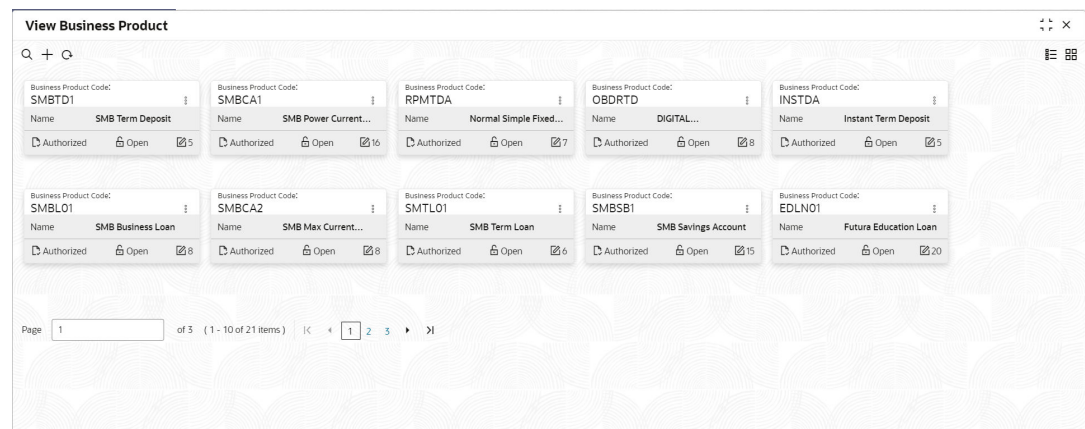 View Business Product
Business Product Code: Business Product Code: Business Product Code: Business Product Code: Business Product Code:
SMBTD1 SMBCA1 RPMTDA OBDRTD INSTDA
Name SMB Term Deposit Name SMB Power Current... Name Normal Simple Fixed... Name DIGITAL... Name Instant Term Deposit
Authorized Open 5 Authorized Open 16 Authorized Open 7 Authorized Open 8 Authorized Open 5
Business Product Code: Business Product Code: Business Product Code: Business Product Code: Business Product Code:
SMBL01 SMBCA2 SMTL01 SMBSB1 EDLN01
Name SMB Business Loan Name SMB Max Current... Name SMB Term Loan Name SMB Savings Account Name Futura Education Loan
Authorized Open 8 Authorized Open 8 Authorized Open 6 Authorized Open 15 Authorized Open 20
Page 1 of 3 ( 1 - 10 of 21 items ) 1 2 3